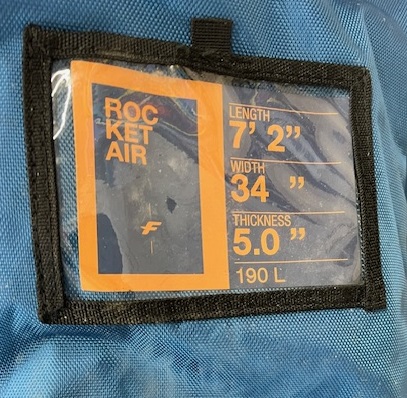 ROC
KET
AIR
LENGTH
7' 2”
WIDTH
34 ”
THICKNESS
5.0 ”
190 L